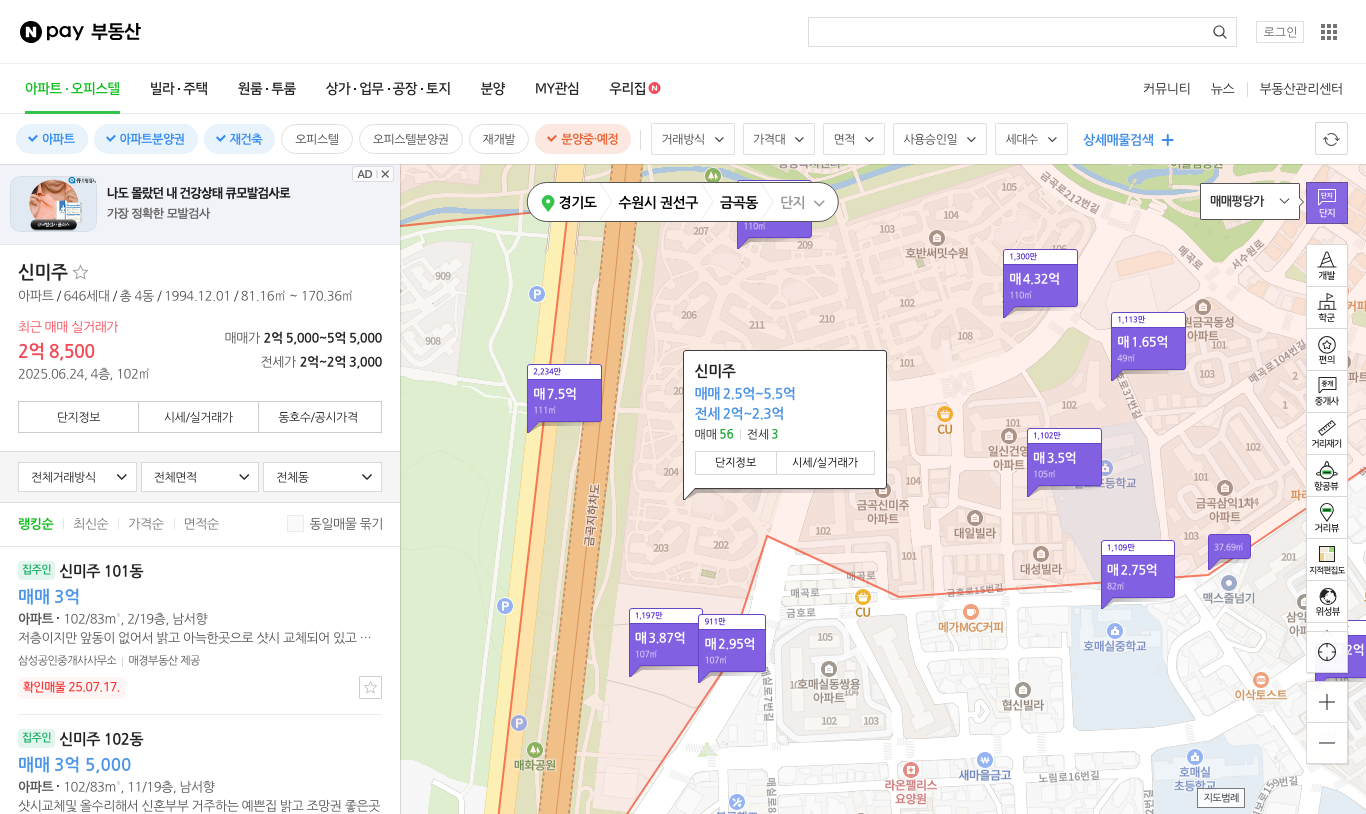 N pay 부동산
로그인
아파트·오피스텔
빌라·주택
원룸·투룸
상가·업무·공장·토지
분양
MY관심
우리집 N
커뮤니티
뉴스
부동산관리센터
아파트
아파트분양권
재건축
오피스텔
오피스텔분양권
재개발
분양중·예정
거래방식
가격대
면적
사용승인일
세대수
상세매물검색
AD
나도 몰랐던 내 건강상태 큐모발검사로
가장 정확한 모발검사
신미주
아파트 / 646세대 / 총 4동 / 1994.12.01 / 81.16㎡ ~ 170.36㎡
최근 매매 실거래가
2억 8,500
2025.06.24, 4층, 102㎡
매매가 2억 5,000~5억 5,000
전세가 2억~2억 3,000
단지정보
시세/실거래가
동호수/공시가격
전체거래방식
전체면적
전체동
랭킹순
최신순
가격순
면적순
동일매물 묶기
집주인 신미주 101동
매매 3억
아파트 · 102/83m², 2/19층, 남서향
저층이지만 앞동이 없어서 밝고 아늑한곳으로 샷시 교체되어 있고 …
삼성공인중개사사무소 | 매경부동산 제공
확인매물 25.07.17.
집주인 신미주 102동
매매 3억 5,000
아파트 · 102/83m², 11/19층, 남서향
샷시교체및 올수리해서 신혼부부 거주하는 예쁜집 밝고 조망권 좋은곳
경기도
수원시 권선구
금곡동
단지
매매평당가
단지
단지
개발
학군
편의
중개
중개사
거리재기
항공뷰
거리뷰
지적편집도
위성뷰
지도범례
110㎡
1,300만
매 4.32억
110㎡
1,113만
매 1.65억
49㎡
2,234만
매 7.5억
111㎡
신미주
매매 2.5억~5.5억
전세 2억~2.3억
매매 56 | 전세 3
단지정보
시세/실거래가
1,102만
매 3.5억
105㎡
1,109만
매 2.75억
82㎡
37.69㎡
1,197만
매 3.87억
107㎡
911만
매 2.95억
107㎡
2억
909
908
207
209
206
211
210
203
202
105
104
106
102
103
101
호반써밋수원
금곡로212번길
매곡로
서수원로
매곡로104번길
CU
일신건영
아파트
금곡신미주
아파트
대일빌라
대성빌라
금곡삼익1차
아파트
맥스줄넘기
금곡지하차도
매곡로
금호로
금호로15번길
CU
메가MGC커피
호매실중학교
호매실동쌍용
아파트
협신빌라
이삭토스트
매화공원
새마을금고
라온팰리스
요양원
노림로16번길
호매실
초등학교
매실로7번길
P
P
P